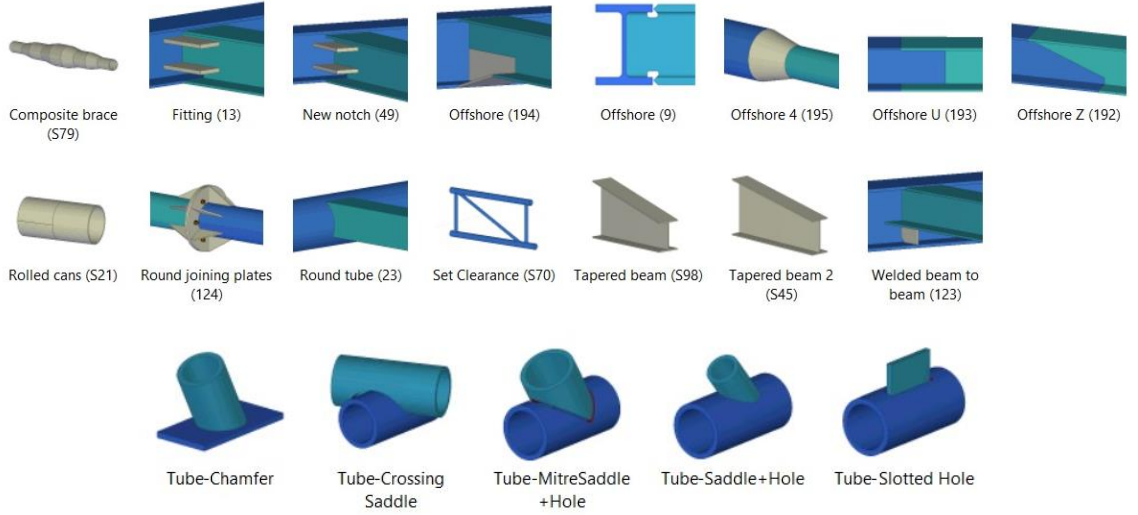 Composite brace
(S79)
Fitting (13)
New notch (49)
Offshore (194)
Offshore (9)
Offshore 4 (195)
Offshore U (193)
Offshore Z (192)
Rolled cans (S21)
Round joining plates
(124)
Round tube (23)
Set Clearance (S70)
Tapered beam (S98)
Tapered beam 2
(S45)
Welded beam to
beam (123)
Tube-Chamfer
Tube-Crossing
Saddle
Tube-MitreSaddle
+Hole
Tube-Saddle+Hole
Tube-Slotted Hole